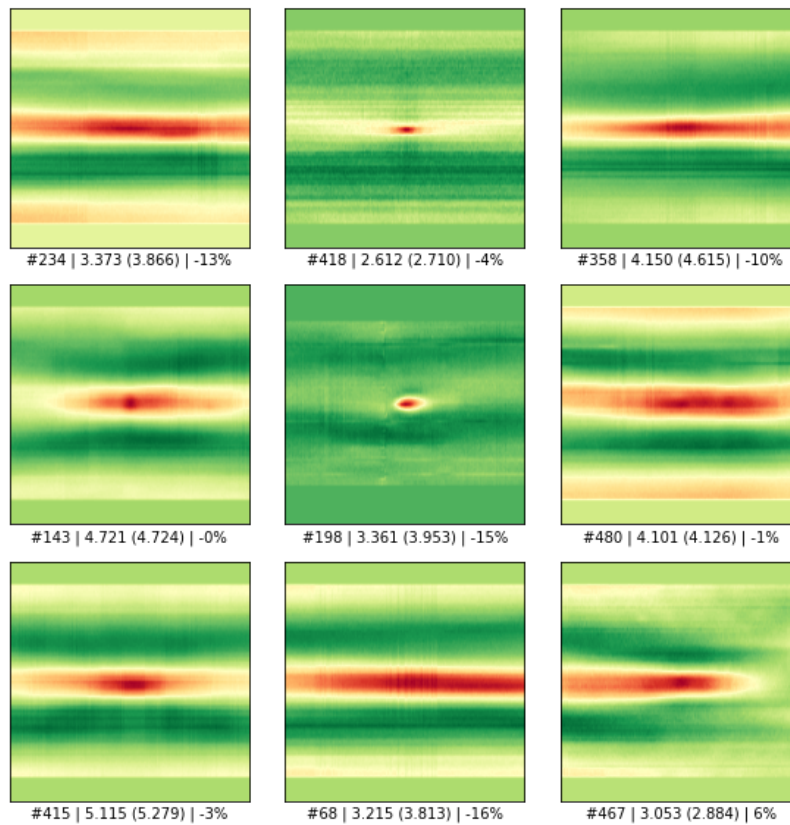 #234 | 3.373 (3.866) | -13%
#418 | 2.612 (2.710) | -4%
#358 | 4.150 (4.615) | -10%
#143 | 4.721 (4.724) | -0%
#198 | 3.361 (3.953) | -15%
#480 | 4.101 (4.126) | -1%
#415 | 5.115 (5.279) | -3%
#68 | 3.215 (3.813) | -16%
#467 | 3.053 (2.884) | 6%